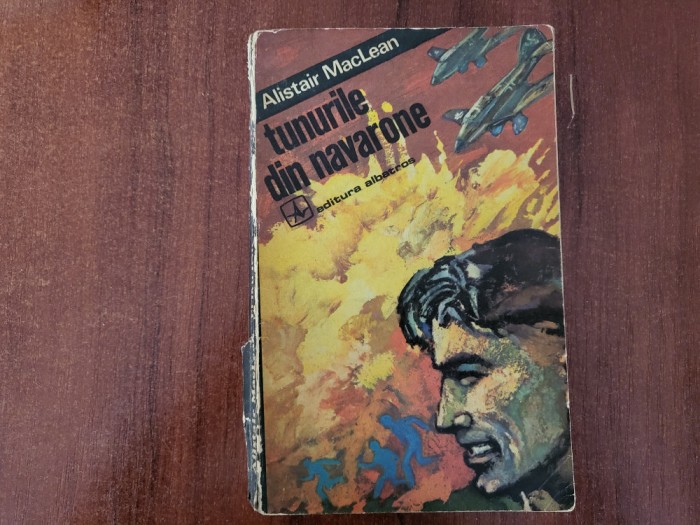 Alistair MacLean
tunurile
din navarone
editura albatros